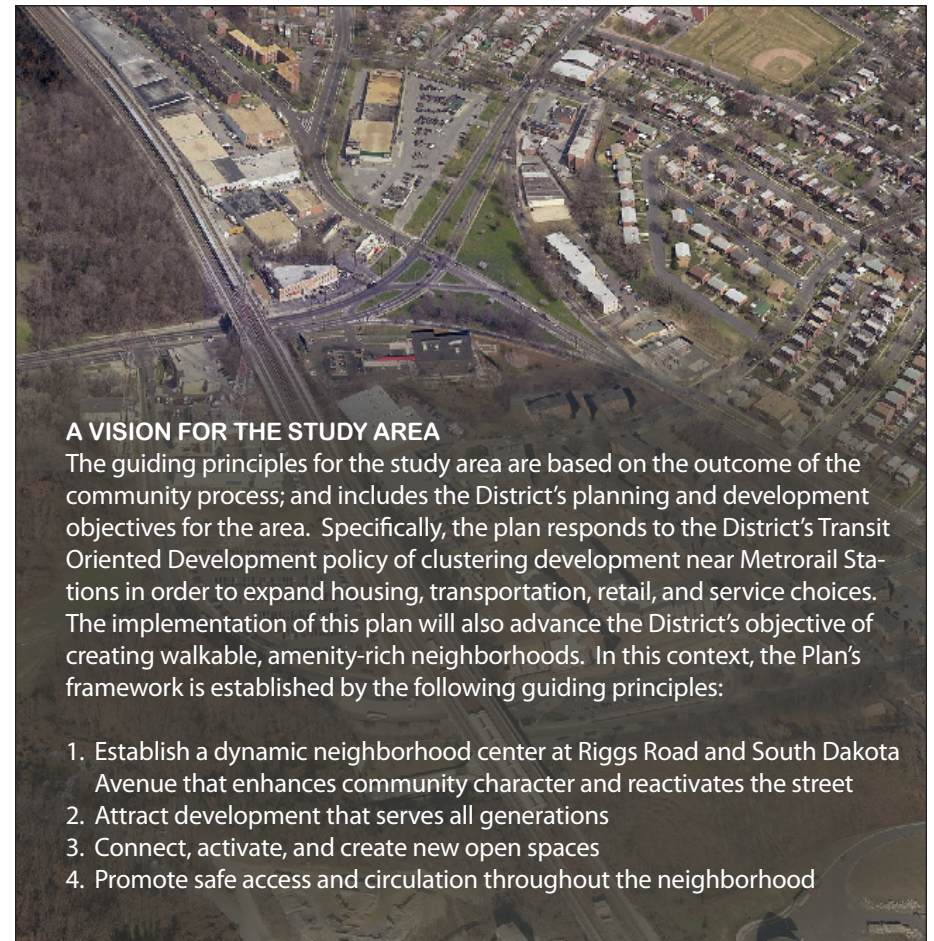 A VISION FOR THE STUDY AREA
The guiding principles for the study area are based on the outcome of the
community process; and includes the District’s planning and development
objectives for the area.  Specifically, the plan responds to the District’s Transit
Oriented Development policy of clustering development near Metrorail Sta-
tions in order to expand housing, transportation, retail, and service choices.
The implementation of this plan will also advance the District’s objective of
creating walkable, amenity-rich neighborhoods.  In this context, the Plan’s
framework is established by the following guiding principles:
1. Establish a dynamic neighborhood center at Riggs Road and South Dakota
Avenue that enhances community character and reactivates the street
2. Attract development that serves all generations
3. Connect, activate, and create new open spaces
4. Promote safe access and circulation throughout the neighborhood